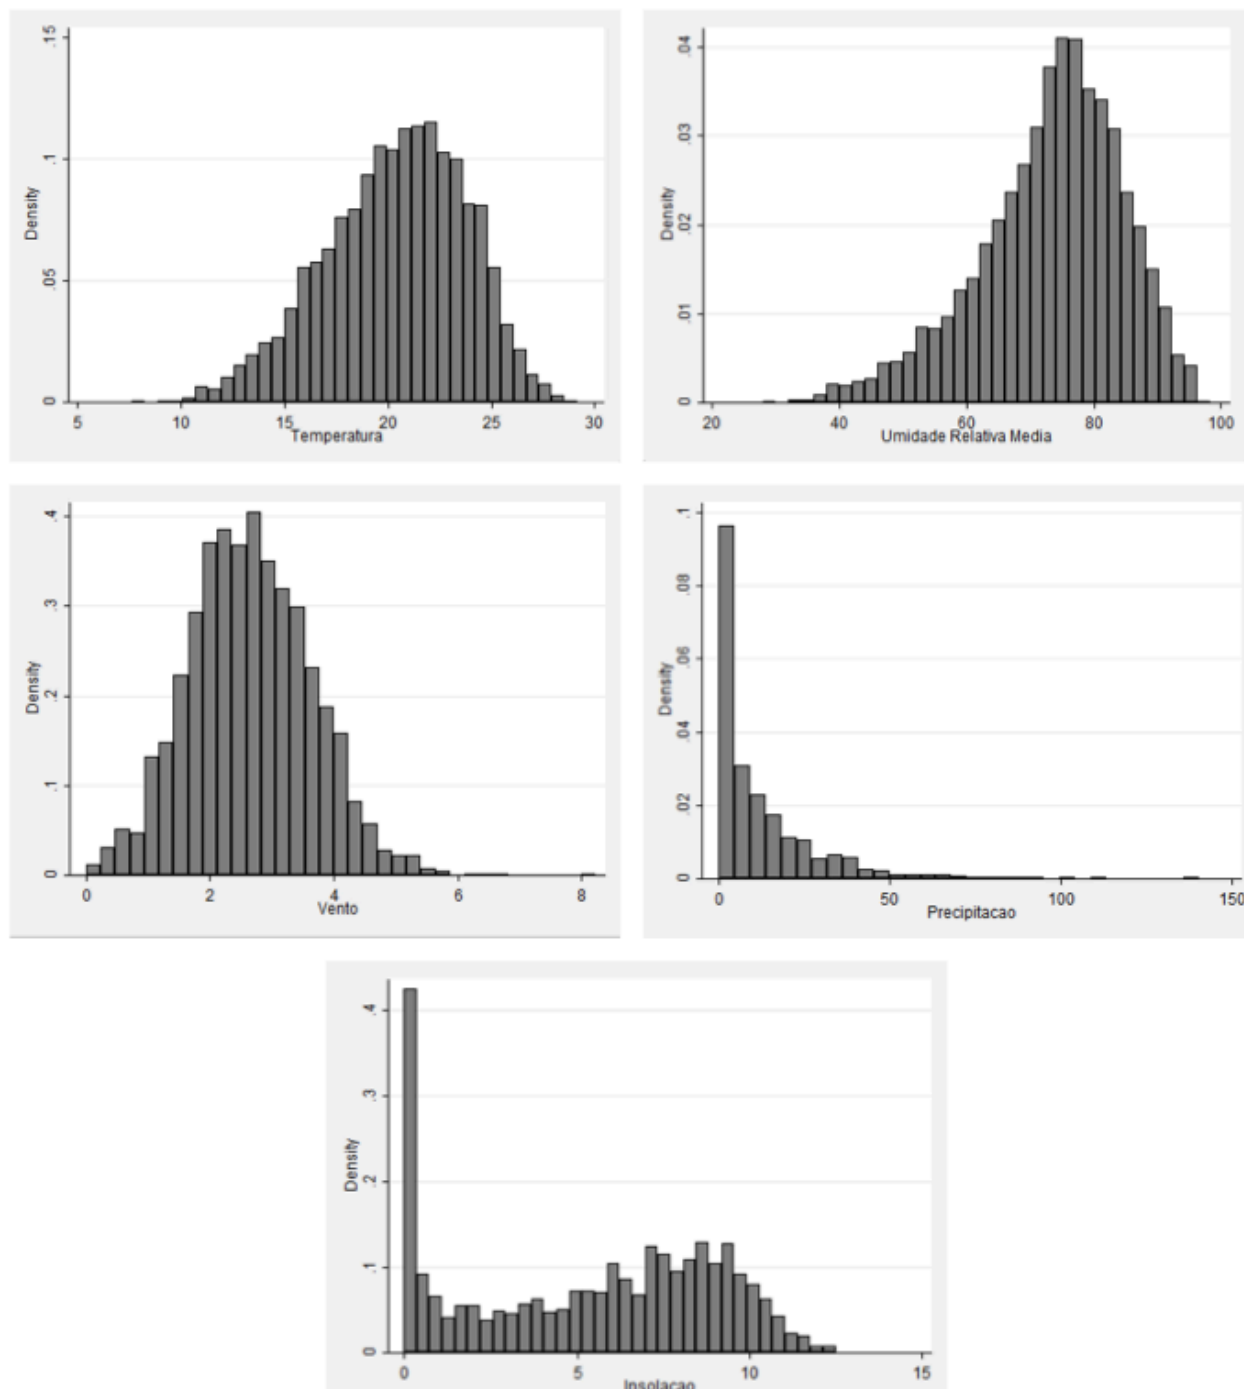 Density
0 .05 .1 .15
5 10 15 20 25 30
Temperatura
Density
0 .01 .02 .03 .04
20 40 60 80 100
Umidade Relativa Media
Density
0 .1 .2 .3 .4
0 2 4 6 8
Vento
Density
0 .02 .04 .06 .08 .1
0 50 100 150
Precipitacao
Density
0 .1 .2 .3 .4
0 5 10 15
Insolacao